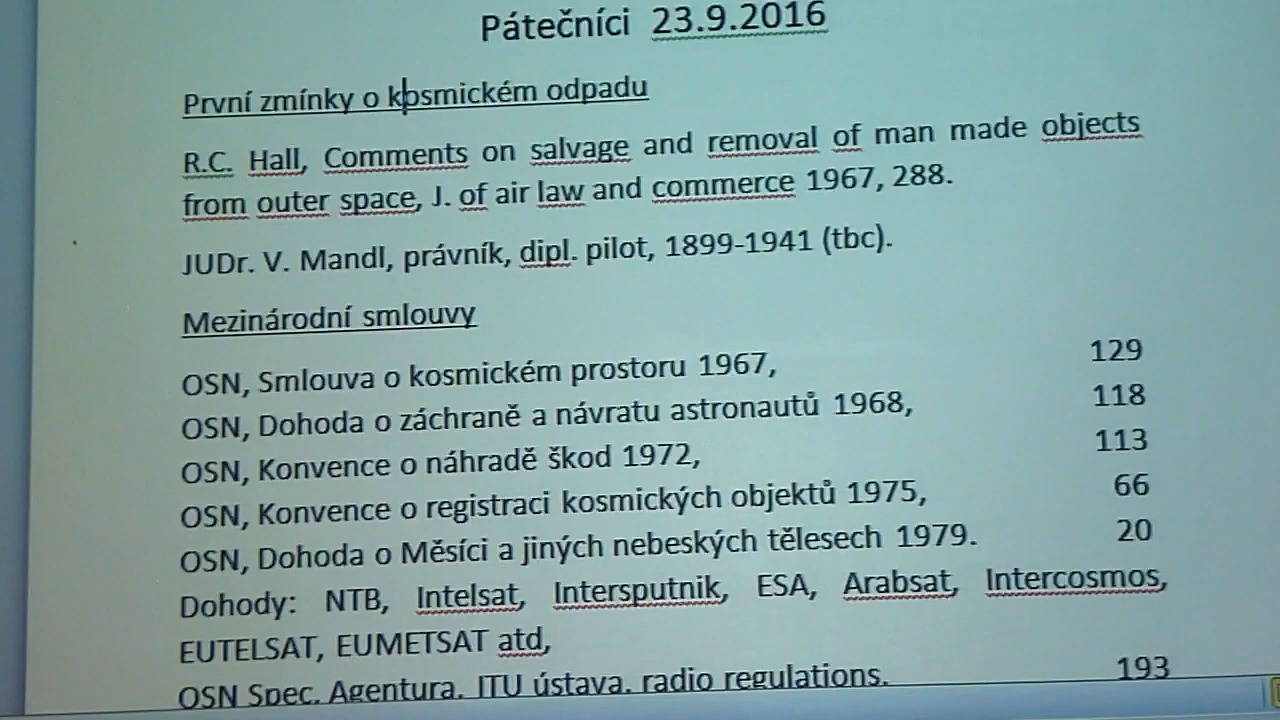 Pátečníci 23.9.2016
První zmínky o kosmickém odpadu
R.C. Hall, Comments on salvage and removal of man made objects
from outer space, J. of air law and commerce 1967, 288.
JUDr. V. Mandl, právník, dipl. pilot, 1899-1941 (tbc).
Mezinárodní smlouvy
OSN, Smlouva o kosmickém prostoru 1967, 129
OSN, Dohoda o záchraně a návratu astronautů 1968, 118
OSN, Konvence o náhradě škod 1972, 113
OSN, Konvence o registraci kosmických objektů 1975, 66
OSN, Dohoda o Měsíci a jiných nebeských tělesech 1979. 20
Dohody: NTB, Intelsat, Intersputnik, ESA, Arabsat, Intercosmos,
EUTELSAT, EUMETSAT atd,
OSN Spec. Agentura. ITU ústava. radio regulations. 193